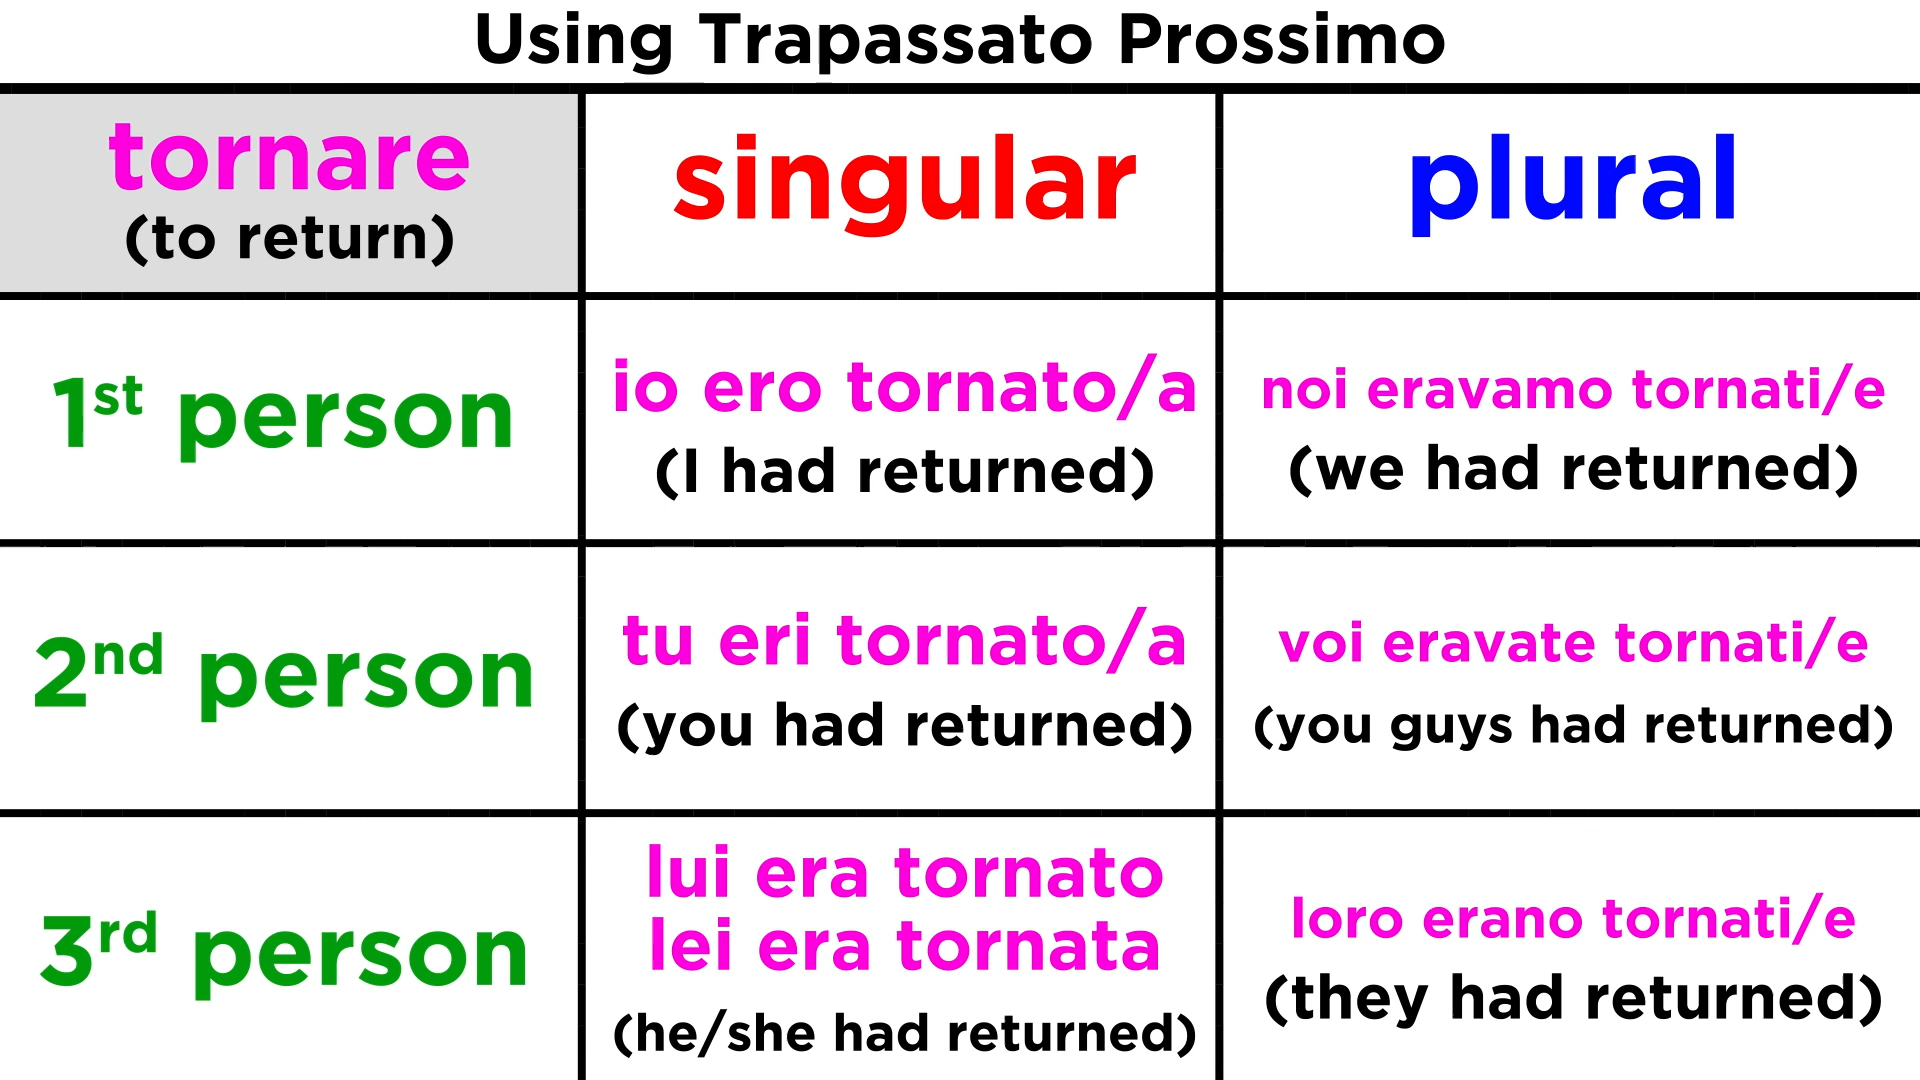 Using Trapassato Prossimo
tornare
(to return)
singular
plural
1st person
io ero tornato/a
(I had returned)
noi eravamo tornati/e
(we had returned)
2nd person
tu eri tornato/a
(you had returned)
voi eravate tornati/e
(you guys had returned)
3rd person
lui era tornato
lei era tornata
(he/she had returned)
loro erano tornati/e
(they had returned)